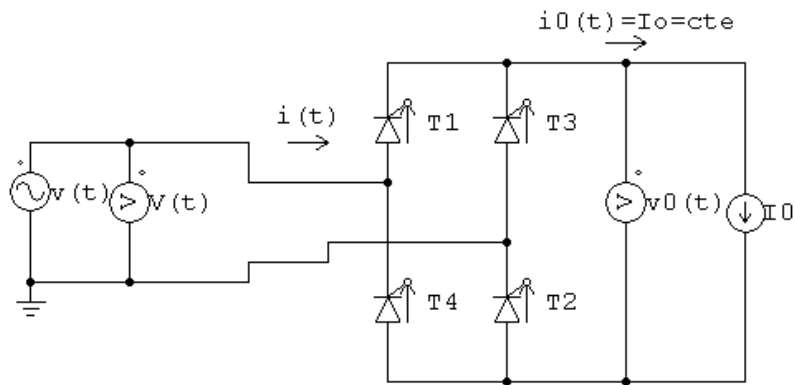 i0(t)=Io=cte
i(t)
T1
T3
v(t)
V
V(t)
V
v0(t)
I0
T4
T2